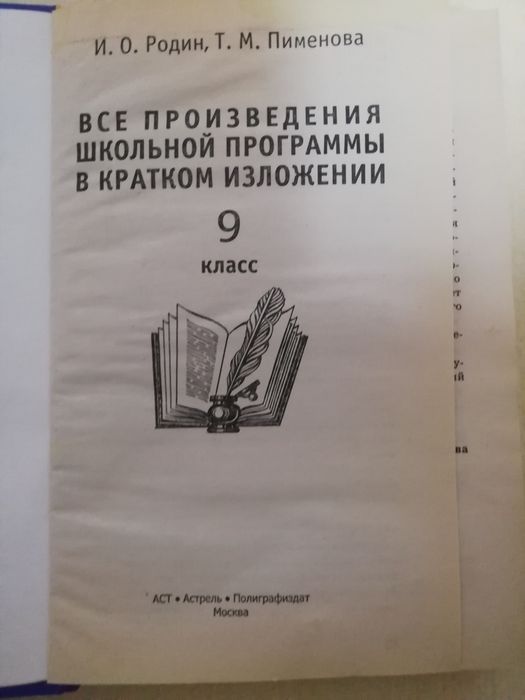 И. О. Родин, Т. М. Пименова
ВСЕ ПРОИЗВЕДЕНИЯ
ШКОЛЬНОЙ ПРОГРАММЫ
В КРАТКОМ ИЗЛОЖЕНИИ
9
класс
АСТ • Астрель • Полиграфиздат
Москва